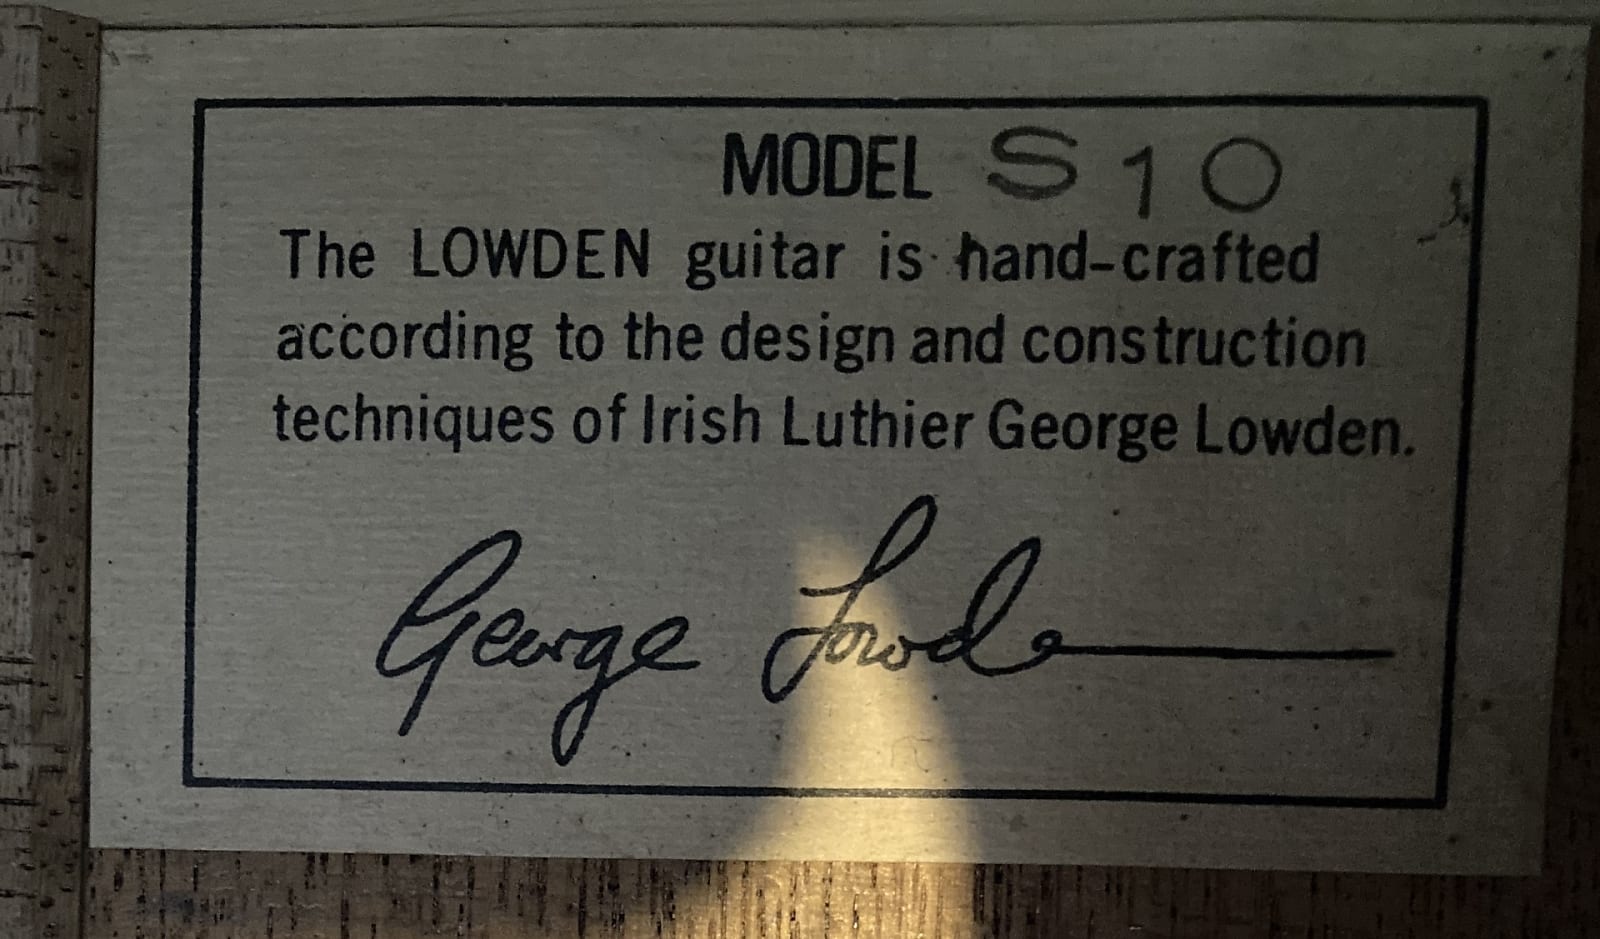 MODEL S10
The LOWDEN guitar is hand-crafted
according to the design and construction
techniques of Irish Luthier George Lowden.
George Lowden